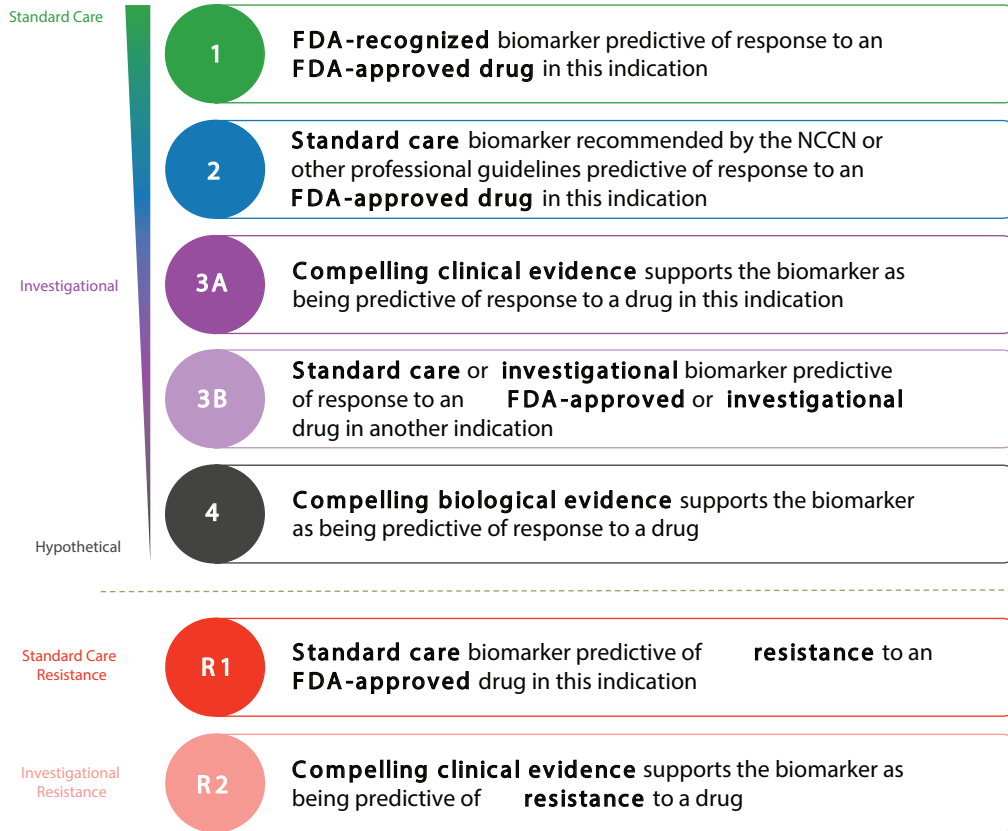 Standard Care
1
FDA-recognized biomarker predictive of response to an
FDA-approved drug in this indication
2
Standard care biomarker recommended by the NCCN or
other professional guidelines predictive of response to an
FDA-approved drug in this indication
Investigational
3A
Compelling clinical evidence supports the biomarker as
being predictive of response to a drug in this indication
3B
Standard care or investigational biomarker predictive
of response to an FDA-approved or investigational
drug in another indication
4
Compelling biological evidence supports the biomarker
as being predictive of response to a drug
Hypothetical
Standard Care
Resistance
R1
Standard care biomarker predictive of resistance to an
FDA-approved drug in this indication
Investigational
Resistance
R2
Compelling clinical evidence supports the biomarker as
being predictive of resistance to a drug